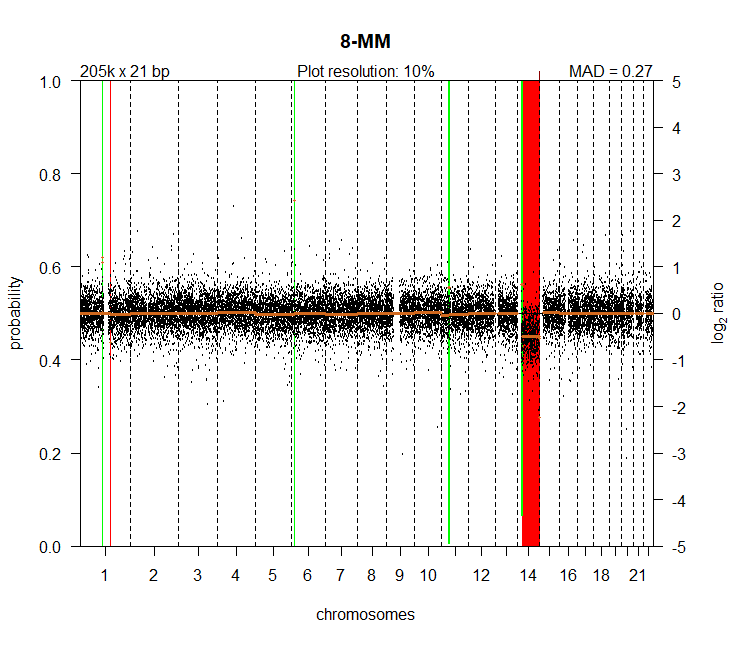 8-MM
205k x 21 bp Plot resolution: 10% MAD = 0.27
1.0 5
4
0.8 3
2
0.6 1
probability 0 log2 ratio
0.4 -1
-2
0.2 -3
-4
0.0 -5
1 2 3 4 5 6 7 8 9 10 12 14 16 18 21
chromosomes